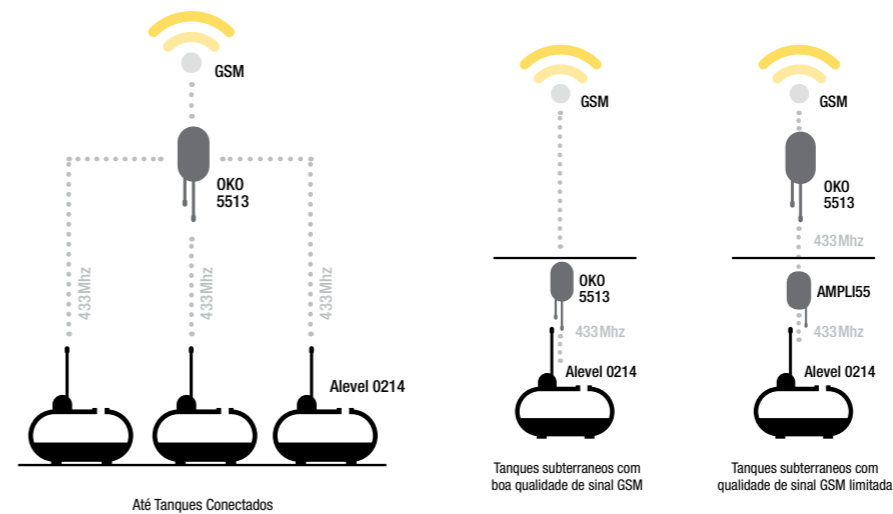 GSM
OKO
5513
433Mhz
433Mhz
433Mhz
Alevel 0214
Até Tanques Conectados
GSM
OKO
5513
433Mhz
Alevel 0214
Tanques subterraneos com
boa qualidade de sinal GSM
GSM
OKO
5513
433Mhz
AMPLI55
433Mhz
Alevel 0214
Tanques subterraneos com
qualidade de sinal GSM limitada